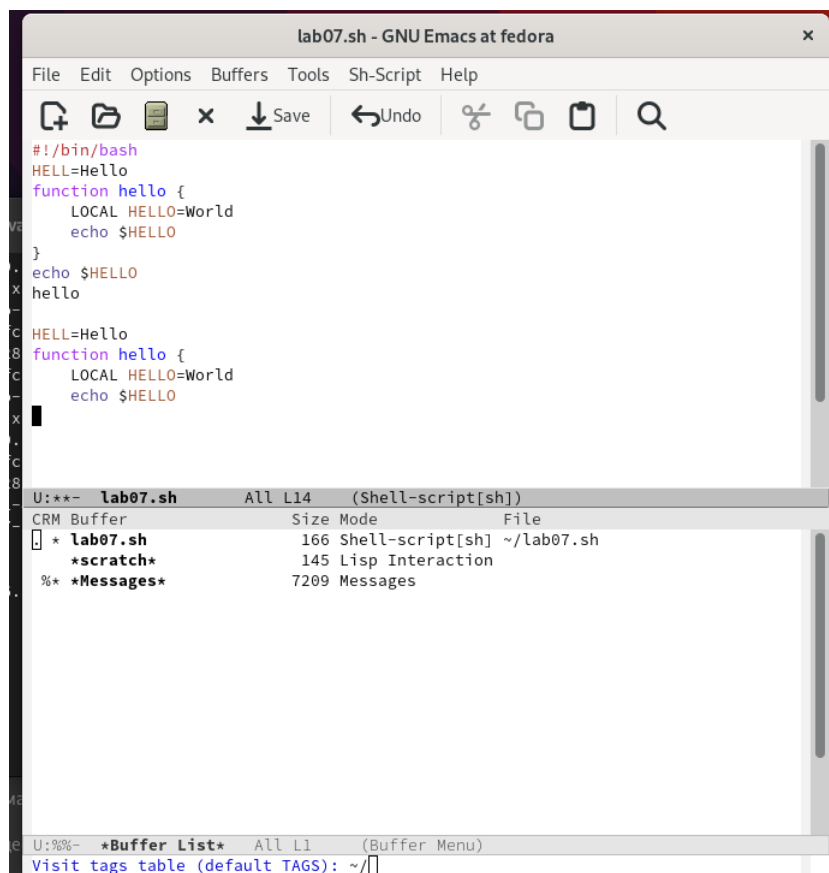 lab07.sh - GNU Emacs at fedora
File Edit Options Buffers Tools Sh-Script Help
Save Undo
#!/bin/bash
HELL=Hello
function hello {
    LOCAL HELLO=World
    echo $HELLO
}
echo $HELLO
hello

HELL=Hello
function hello {
    LOCAL HELLO=World
    echo $HELLO
U:**-  lab07.sh       All L14    (Shell-script[sh])
CRM Buffer                Size Mode             File
. * lab07.sh               166 Shell-script[sh] ~/lab07.sh
    *scratch*              145 Lisp Interaction
 %* *Messages*            7209 Messages
U:%%-  *Buffer List*   All L1     (Buffer Menu)
Visit tags table (default TAGS): ~/